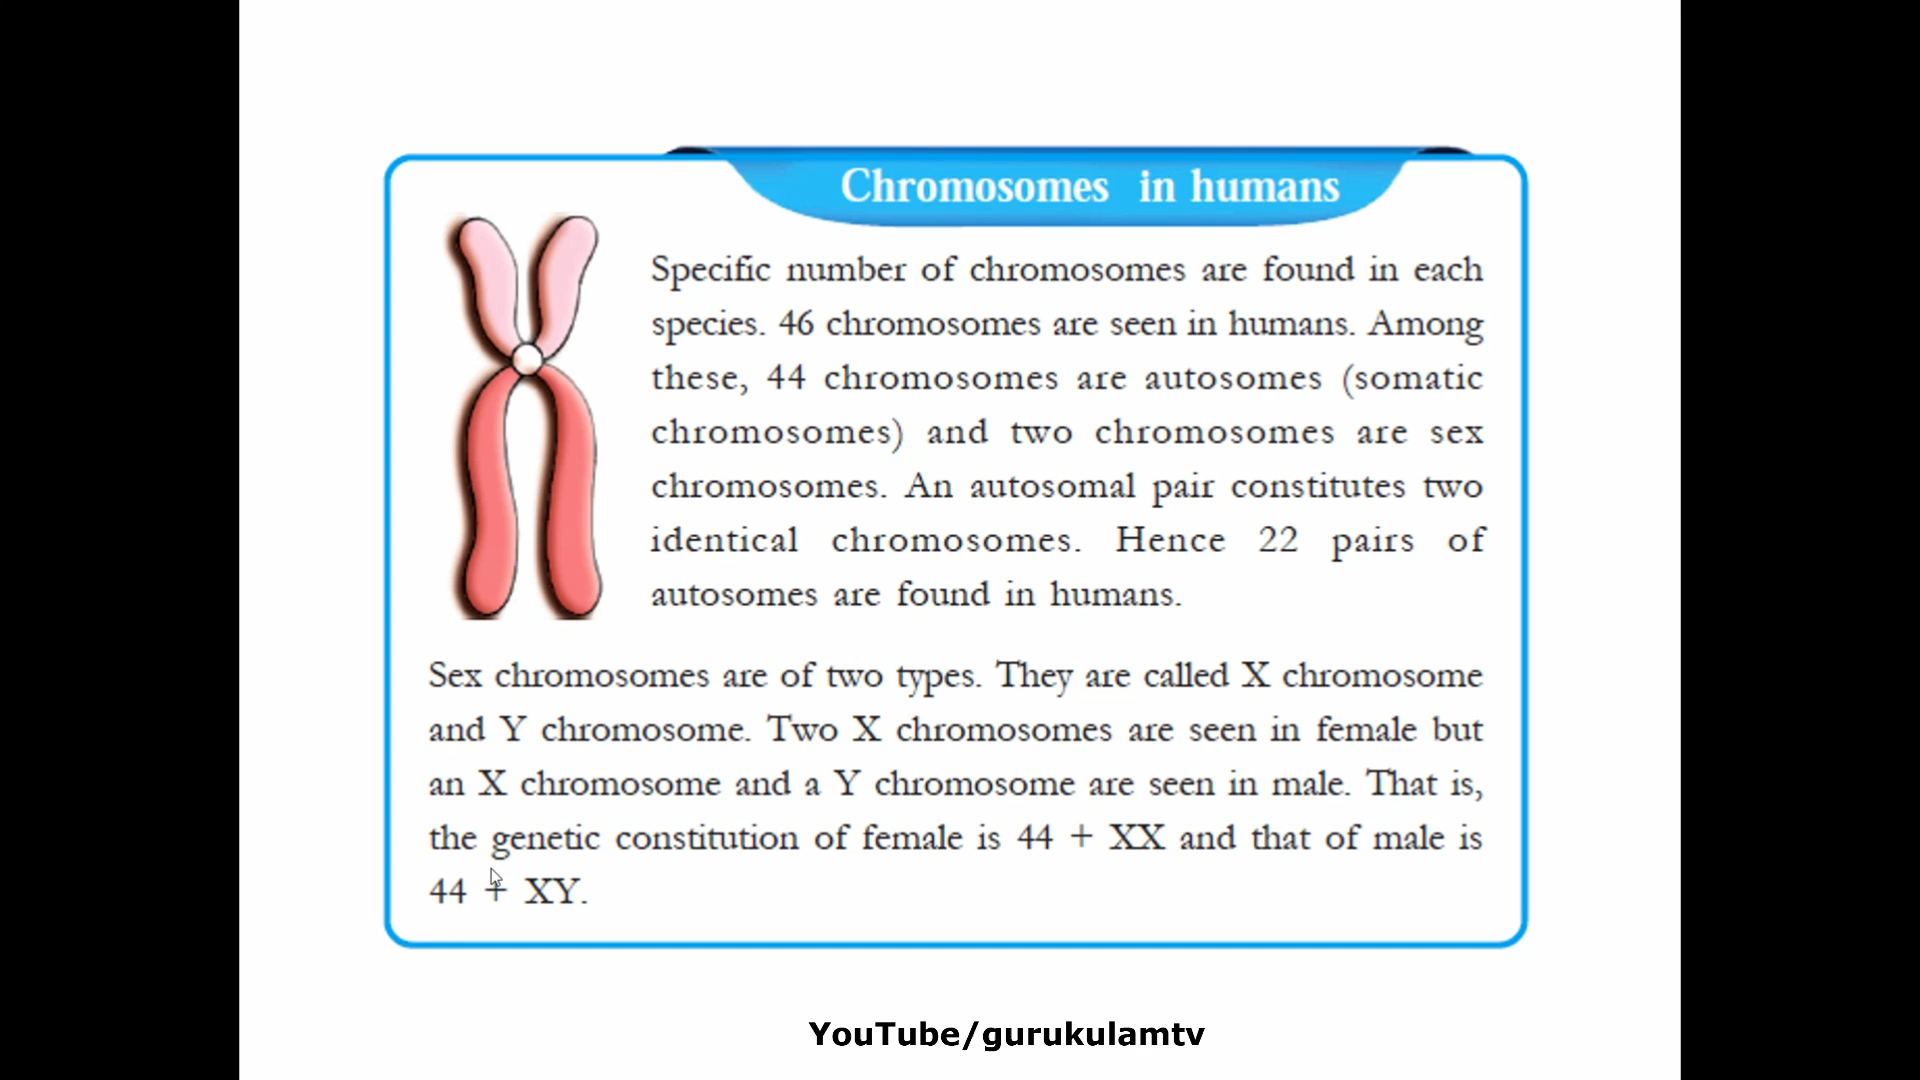 Chromosomes in humans
Specific number of chromosomes are found in each
species. 46 chromosomes are seen in humans. Among
these, 44 chromosomes are autosomes (somatic
chromosomes) and two chromosomes are sex
chromosomes. An autosomal pair constitutes two
identical chromosomes. Hence 22 pairs of
autosomes are found in humans.
Sex chromosomes are of two types. They are called X chromosome
and Y chromosome. Two X chromosomes are seen in female but
an X chromosome and a Y chromosome are seen in male. That is,
the genetic constitution of female is 44 + XX and that of male is
44 + XY.
YouTube/gurukulamtv